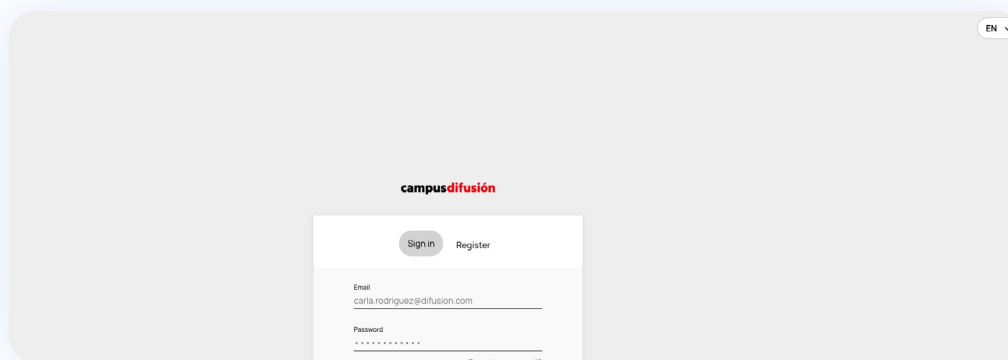 EN
campusdifusión
Sign in Register
Email
carla.rodriguez@difusion.com
Password
************